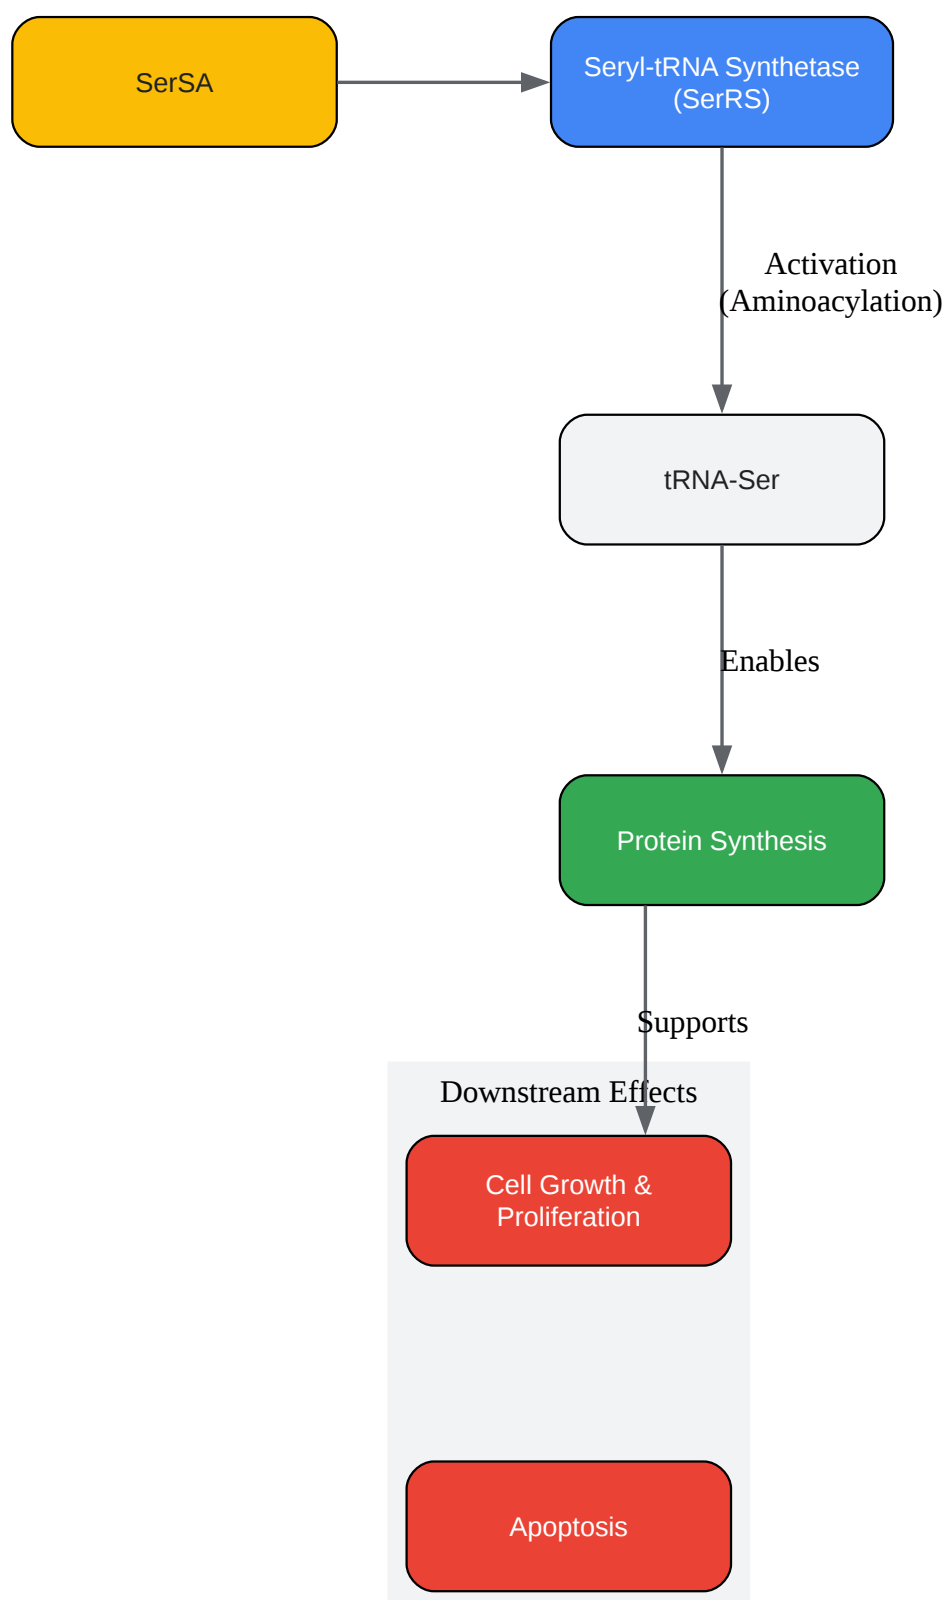 SerSA
Seryl-tRNA Synthetase
(SerRS)
Activation
(Aminoacylation)
tRNA-Ser
Enables
Protein Synthesis
Supports
Downstream Effects
Cell Growth &
Proliferation
Apoptosis